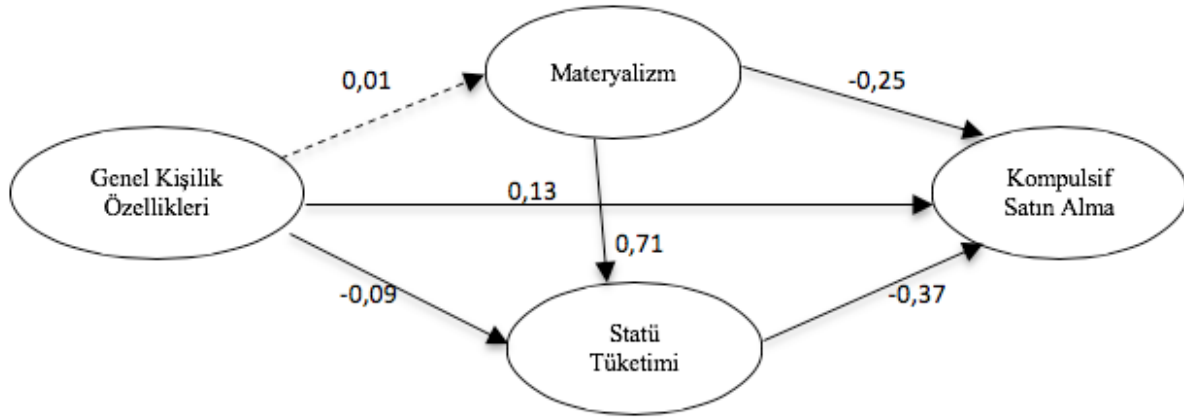 Materyalizm
0,01
-0,25
Genel Kişilik
Özellikleri
Kompulsif
Satın Alma
0,13
0,71
-0,09
-0,37
Statü
Tüketimi